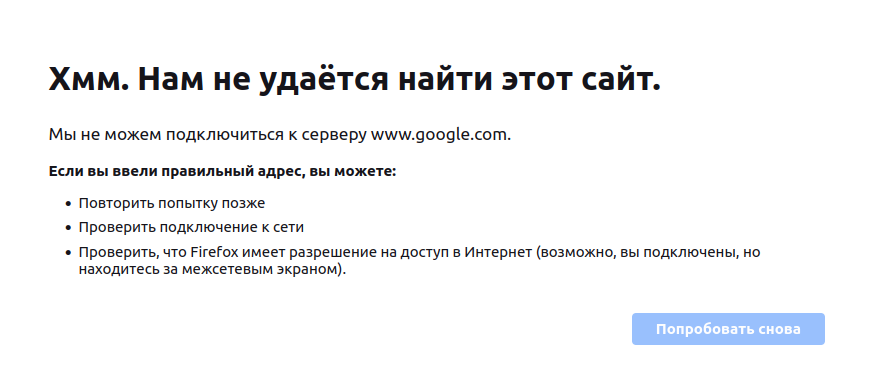 Хмм. Нам не удаётся найти этот сайт.
Мы не можем подключиться к серверу www.google.com.
Если вы ввели правильный адрес, вы можете:
• Повторить попытку позже
• Проверить подключение к сети
• Проверить, что Firefox имеет разрешение на доступ в Интернет (возможно, вы подключены, но
находитесь за межсетевым экраном).
Попробовать снова